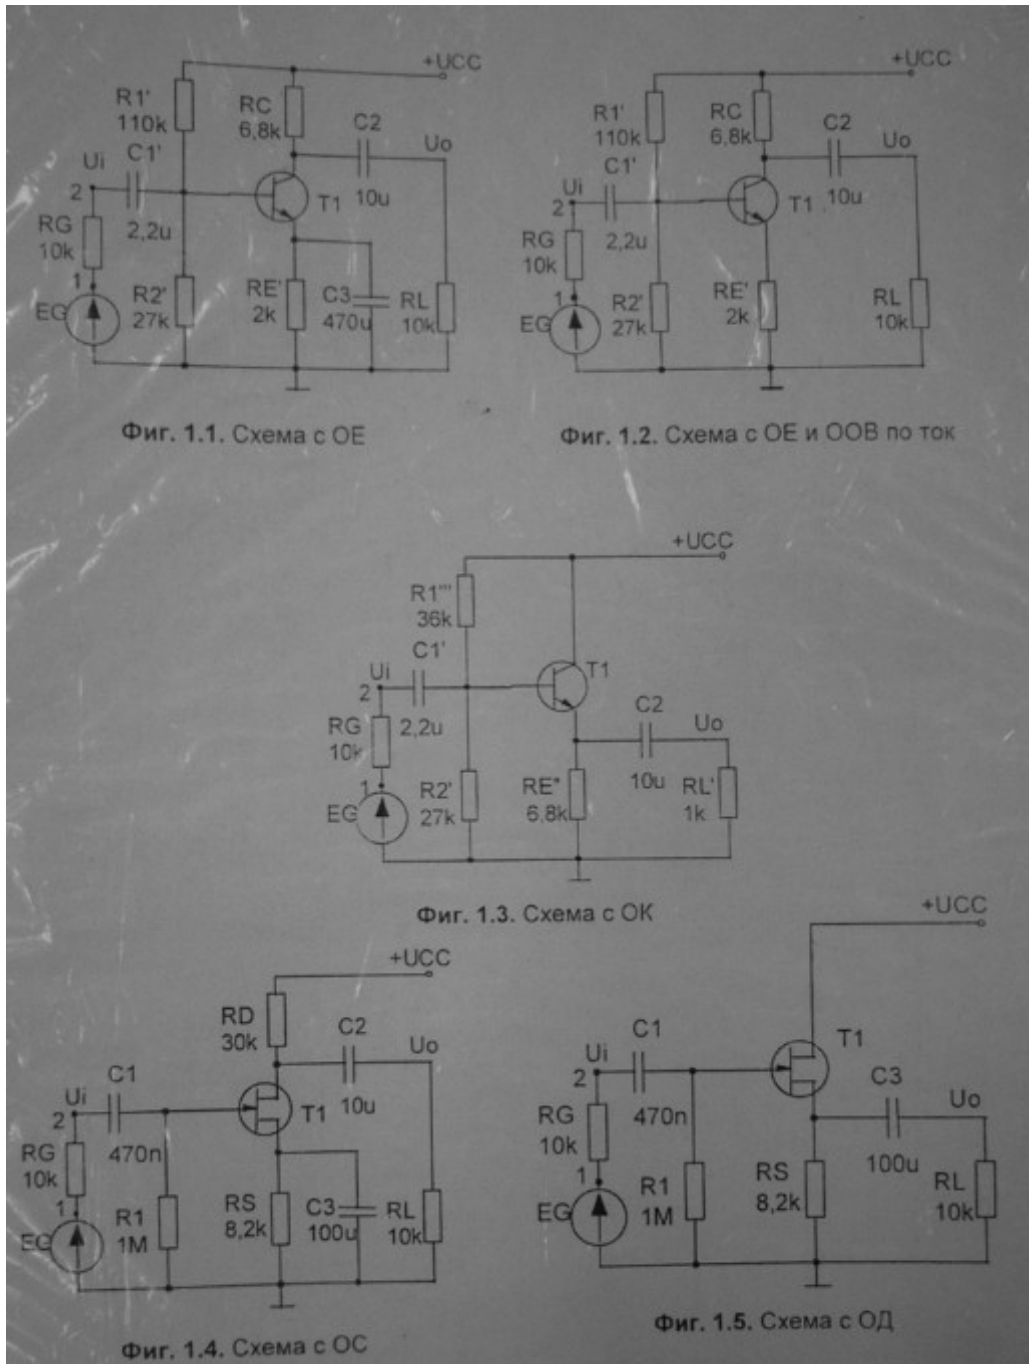 +UCC
R1'
110k
RC
6,8k
C2
Uo
Ui
C1'
2
10u
T1
RG
10k
2,2u
1
EG
R2'
27k
RE'
2k
C3
470u
RL
10k
Фиг. 1.1. Схема с ОЕ
+UCC
R1'
110k
RC
6,8k
C2
Uo
Ui
C1'
2
10u
T1
RG
10k
2,2u
1
EG
R2'
27k
RE'
2k
RL
10k
Фиг. 1.2. Схема с ОЕ и ООВ по ток
+UCC
R1'''
36k
C1'
Ui
2
T1
C2
Uo
RG
10k
2,2u
10u
1
EG
R2'
27k
RE"
6,8k
RL'
1k
Фиг. 1.3. Схема с ОК
+UCC
RD
30k
C2
Uo
C1
Ui
2
10u
T1
RG
10k
470n
1
EG
R1
1M
RS
8,2k
C3
100u
RL
10k
Фиг. 1.4. Схема с ОС
+UCC
C1
Ui
2
T1
C3
Uo
RG
10k
470n
100u
1
EG
R1
1M
RS
8,2k
RL
10k
Фиг. 1.5. Схема с ОД